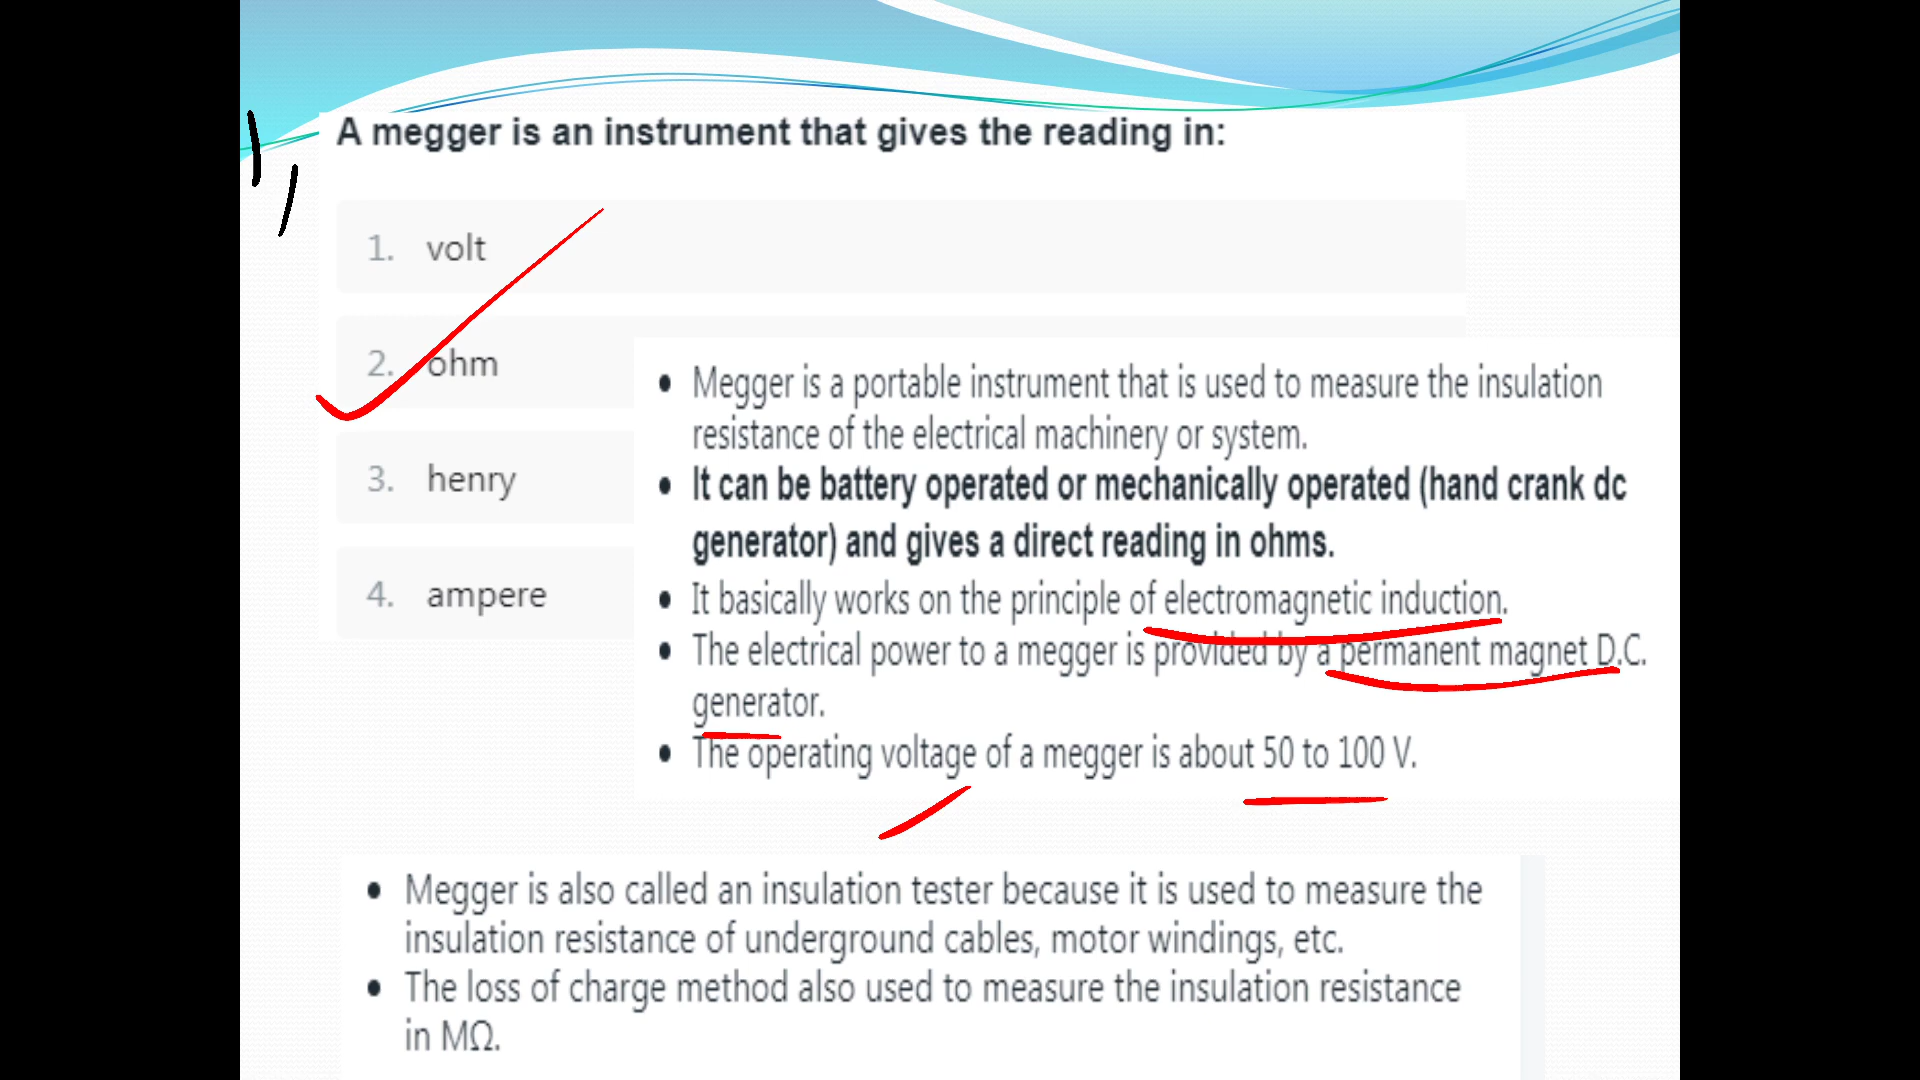 A megger is an instrument that gives the reading in:
1. volt
2. ohm
3. henry
4. ampere
• Megger is a portable instrument that is used to measure the insulation
resistance of the electrical machinery or system.
• It can be battery operated or mechanically operated (hand crank dc
generator) and gives a direct reading in ohms.
• It basically works on the principle of electromagnetic induction.
• The electrical power to a megger is provided by a permanent magnet D.C.
generator.
• The operating voltage of a megger is about 50 to 100 V.
• Megger is also called an insulation tester because it is used to measure the
insulation resistance of underground cables, motor windings, etc.
• The loss of charge method also used to measure the insulation resistance
in MΩ.